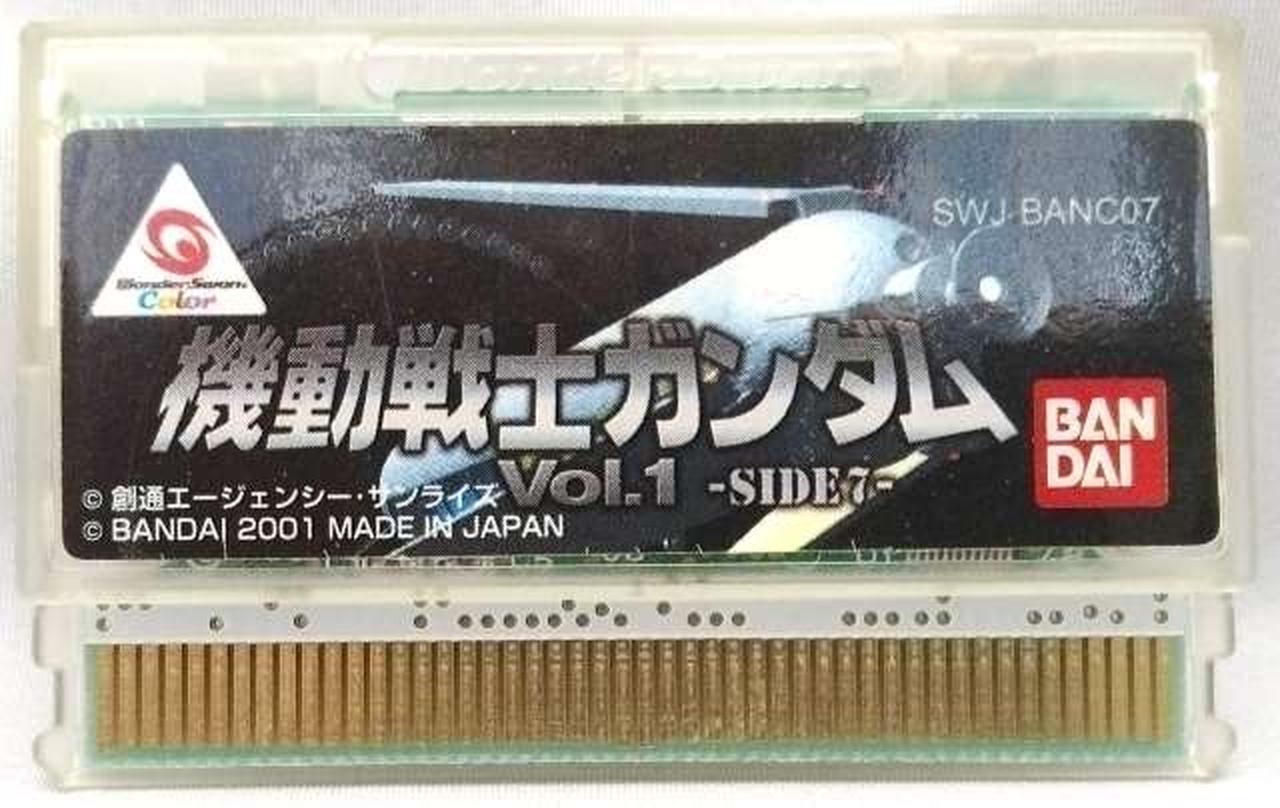 WonderSwan
Color
SWJ-BANC07
機動戦士ガンダム
Vol.1 -SIDE7-
BAN
DAI
© 創通エージェンシー・サンライズ
© BANDAI 2001 MADE IN JAPAN